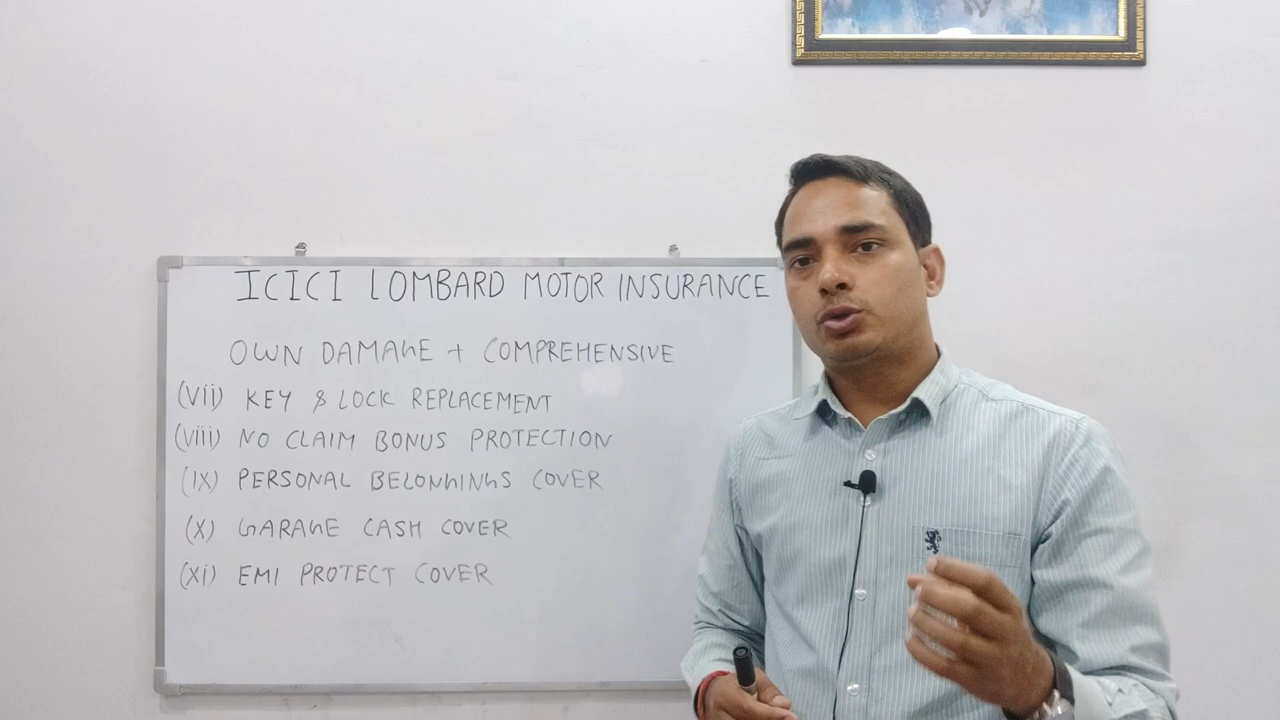 ICICI LOMBARD MOTOR INSURANCE
OWN DAMAGE + COMPREHENSIVE
(vii) KEY & LOCK REPLACEMENT
(viii) NO CLAIM BONUS PROTECTION
(ix) PERSONAL BELONGINGS COVER
(x) GARAGE CASH COVER
(xi) EMI PROTECT COVER